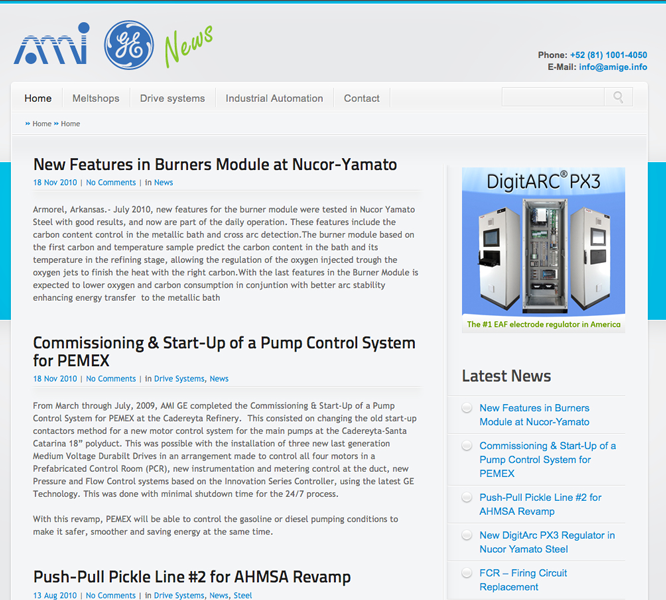 AMI GE News
Phone: +52 (81) 1001-4050
E-Mail: info@amige.info
Home Meltshops Drive systems Industrial Automation Contact
» Home » Home
New Features in Burners Module at Nucor-Yamato
18 Nov 2010 | No Comments | In News
Armorel, Arkansas.- July 2010, new features for the burner module were tested in Nucor Yamato
Steel with good results, and now are part of the daily operation. These features include the
carbon content control in the metallic bath and cross arc detection.The burner module based on
the first carbon and temperature sample predict the carbon content in the bath and its
temperature in the refining stage, allowing the regulation of the oxygen injected trough the
oxygen jets to finish the heat with the right carbon.With the last features in the Burner Module is
expected to lower oxygen and carbon consumption in conjuntion with better arc stability
enhancing energy transfer to the metallic bath
Commissioning & Start-Up of a Pump Control System
for PEMEX
18 Nov 2010 | No Comments | In Drive Systems, News
From March through July, 2009, AMI GE completed the Commissioning & Start-Up of a Pump
Control System for PEMEX at the Cadereyta Refinery. This consisted on changing the old start-up
contactors method for a new motor control system for the main pumps at the Cadereyta-Santa
Catarina 18” polyduct. This was possible with the installation of three new last generation
Medium Voltage Durabilt Drives in an arrangement made to control all four motors in a
Prefabricated Control Room (PCR), new instrumentation and metering control at the duct, new
Pressure and Flow Control systems based on the Innovation Series Controller, using the latest GE
Technology. This was done with minimal shutdown time for the 24/7 process.
With this revamp, PEMEX will be able to control the gasoline or diesel pumping conditions to
make it safer, smoother and saving energy at the same time.
Push-Pull Pickle Line #2 for AHMSA Revamp
13 Aug 2010 | No Comments | In Drive Systems, News, Steel
DigitARC® PX3
The #1 EAF electrode regulator in America
Latest News
New Features in Burners
Module at Nucor-Yamato
Commissioning & Start-Up of a
Pump Control System for
PEMEX
Push-Pull Pickle Line #2 for
AHMSA Revamp
New DigitArc PX3 Regulator in
Nucor Yamato Steel
FCR – Firing Circuit
Replacement